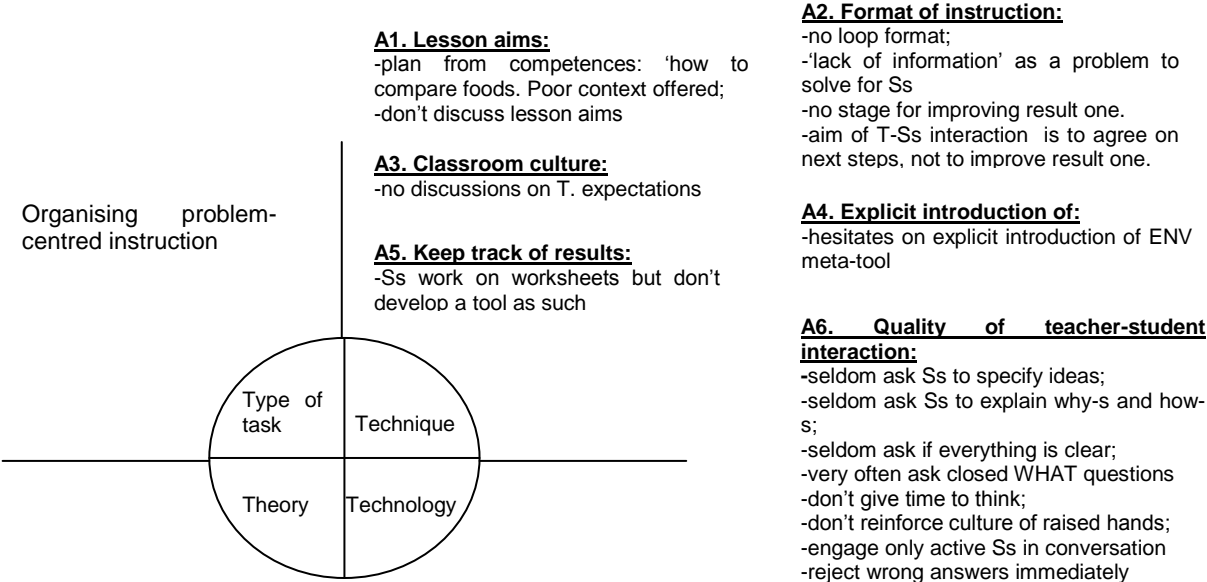 Organising problem-
centred instruction
A1. Lesson aims:
-plan from competences: ‘how to
compare foods. Poor context offered;
-don’t discuss lesson aims
A3. Classroom culture:
-no discussions on T. expectations
A5. Keep track of results:
-Ss work on worksheets but don’t
develop a tool as such
A2. Format of instruction:
-no loop format;
-‘lack of information’ as a problem to
solve for Ss
-no stage for improving result one.
-aim of T-Ss interaction is to agree on
next steps, not to improve result one.
A4. Explicit introduction of:
-hesitates on explicit introduction of ENV
meta-tool
A6. Quality of teacher-student
interaction:
-seldom ask Ss to specify ideas;
-seldom ask Ss to explain why-s and how-
s;
-seldom ask if everything is clear;
-very often ask closed WHAT questions
-don’t give time to think;
-don’t reinforce culture of raised hands;
-engage only active Ss in conversation
-reject wrong answers immediately
Type of
task
Technique
Theory
Technology